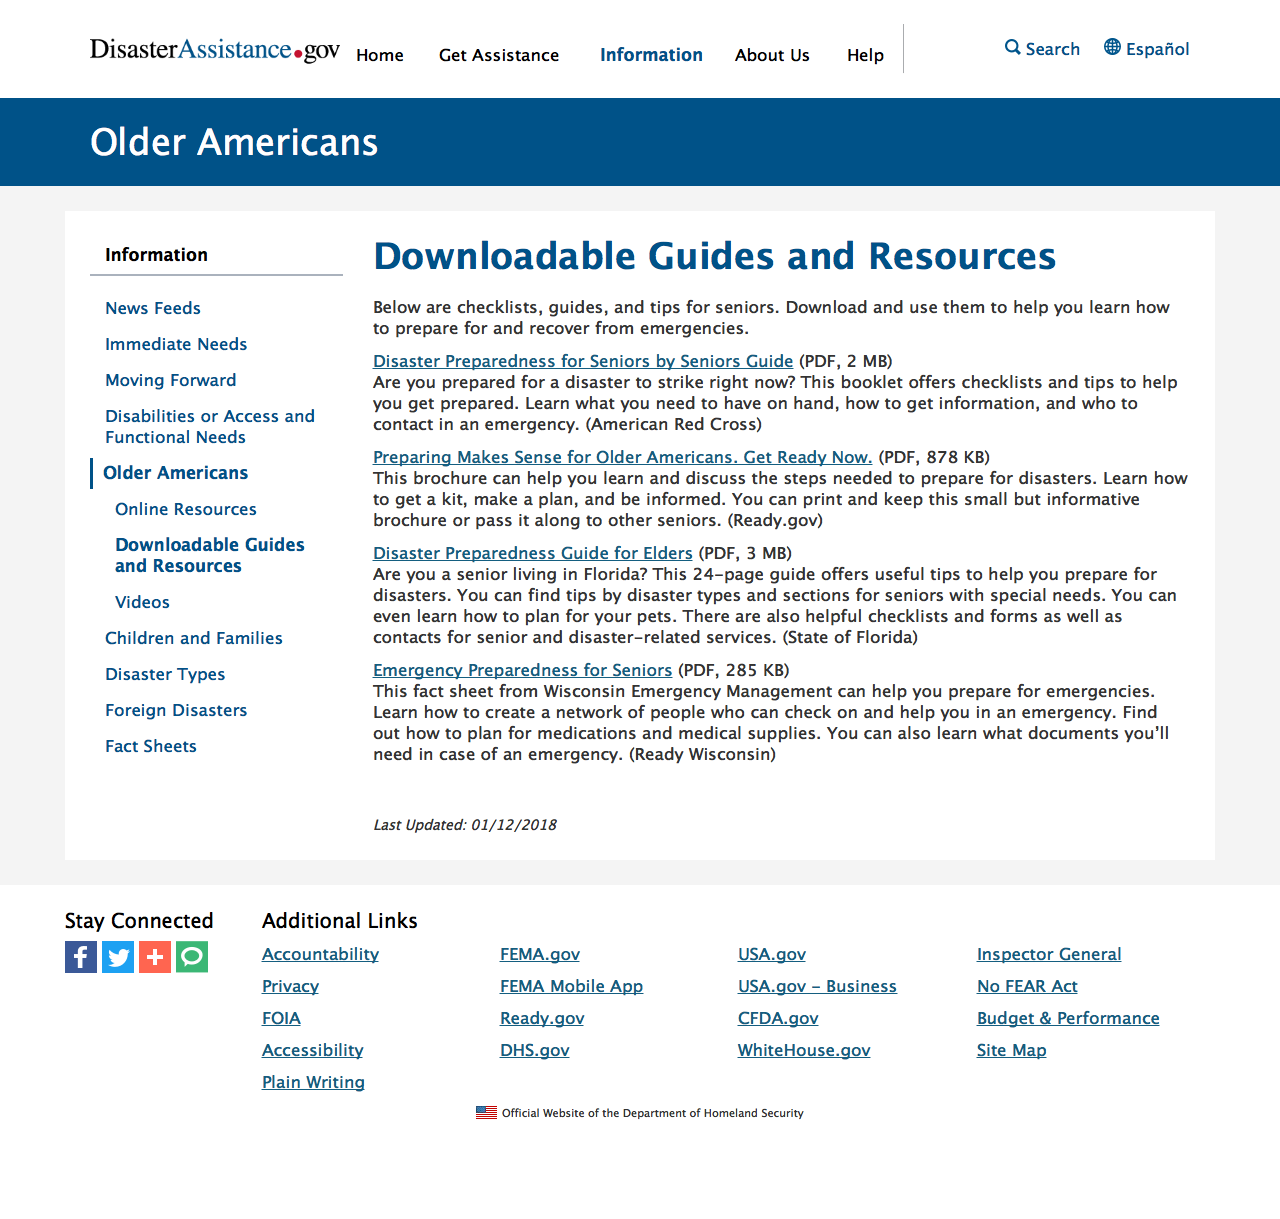 DisasterAssistance.gov
Home
Get Assistance
Information
About Us
Help
Search
Español
Older Americans
Information
News Feeds
Immediate Needs
Moving Forward
Disabilities or Access and
Functional Needs
Older Americans
Online Resources
Downloadable Guides
and Resources
Videos
Children and Families
Disaster Types
Foreign Disasters
Fact Sheets
Downloadable Guides and Resources
Below are checklists, guides, and tips for seniors. Download and use them to help you learn how
to prepare for and recover from emergencies.
Disaster Preparedness for Seniors by Seniors Guide (PDF, 2 MB)
Are you prepared for a disaster to strike right now? This booklet offers checklists and tips to help
you get prepared. Learn what you need to have on hand, how to get information, and who to
contact in an emergency. (American Red Cross)
Preparing Makes Sense for Older Americans. Get Ready Now. (PDF, 878 KB)
This brochure can help you learn and discuss the steps needed to prepare for disasters. Learn how
to get a kit, make a plan, and be informed. You can print and keep this small but informative
brochure or pass it along to other seniors. (Ready.gov)
Disaster Preparedness Guide for Elders (PDF, 3 MB)
Are you a senior living in Florida? This 24-page guide offers useful tips to help you prepare for
disasters. You can find tips by disaster types and sections for seniors with special needs. You can
even learn how to plan for your pets. There are also helpful checklists and forms as well as
contacts for senior and disaster-related services. (State of Florida)
Emergency Preparedness for Seniors (PDF, 285 KB)
This fact sheet from Wisconsin Emergency Management can help you prepare for emergencies.
Learn how to create a network of people who can check on and help you in an emergency. Find
out how to plan for medications and medical supplies. You can also learn what documents you’ll
need in case of an emergency. (Ready Wisconsin)
Last Updated: 01/12/2018
Stay Connected
Additional Links
Accountability
Privacy
FOIA
Accessibility
Plain Writing
FEMA.gov
FEMA Mobile App
Ready.gov
DHS.gov
USA.gov
USA.gov - Business
CFDA.gov
WhiteHouse.gov
Inspector General
No FEAR Act
Budget & Performance
Site Map
Official Website of the Department of Homeland Security